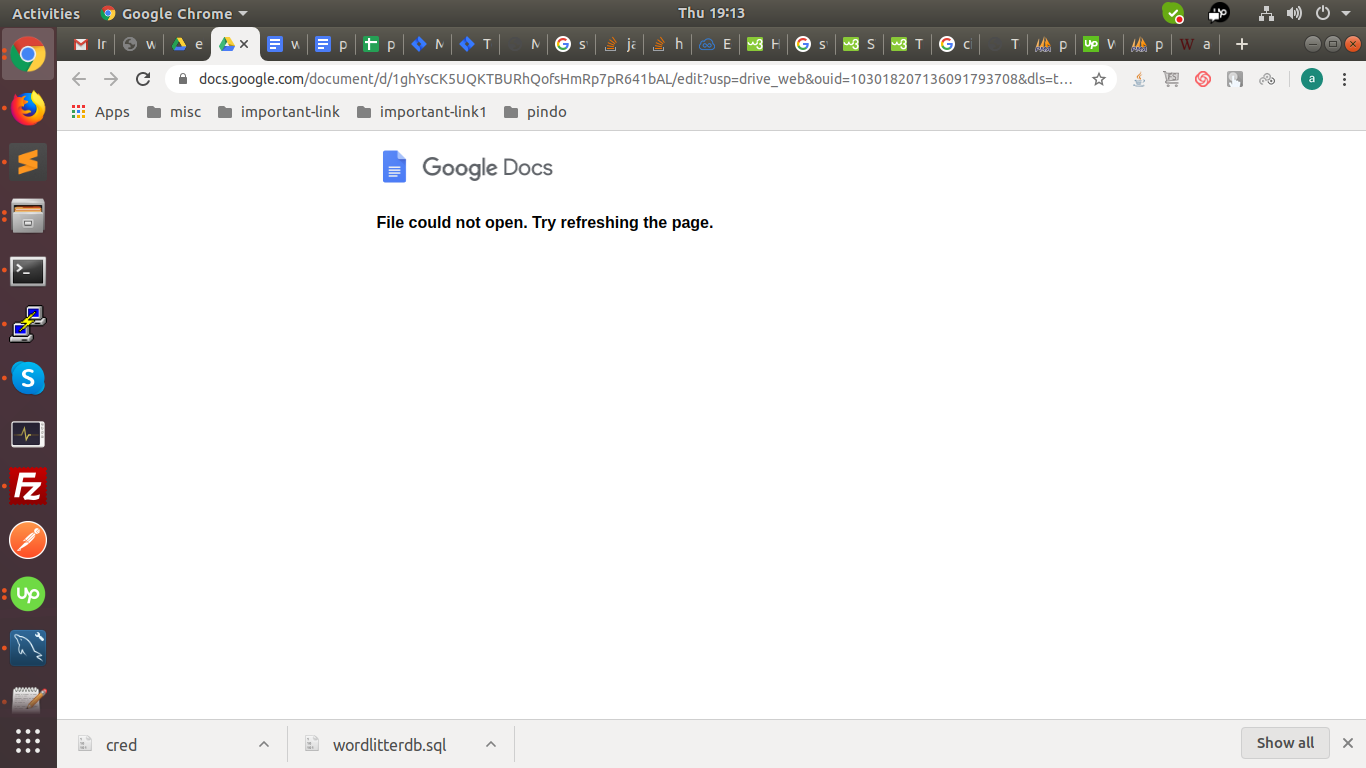 Activities Google Chrome Thu 19:13
Ir w e w p p M T M s ja h E H s S T c T p W p a
docs.google.com/document/d/1ghYsCK5UQKTBURhQofsHmRp7pR641bAL/edit?usp=drive_web&ouid=103018207136091793708&dls=t... a
Apps misc important-link important-link1 pindo
Google Docs
File could not open. Try refreshing the page.
cred wordlitterdb.sql Show all